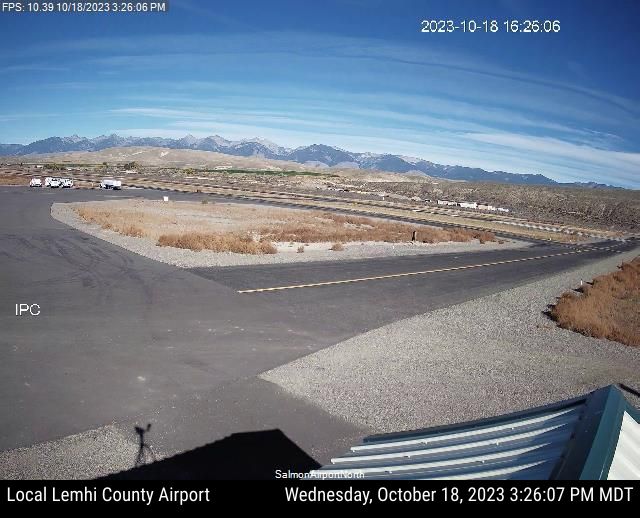 FPS: 10.39 10/18/2023 3:26:06 PM
2023-10-18 16:26:06
IPC
SalmonAirportNorth
Local Lemhi County Airport Wednesday, October 18, 2023 3:26:07 PM MDT